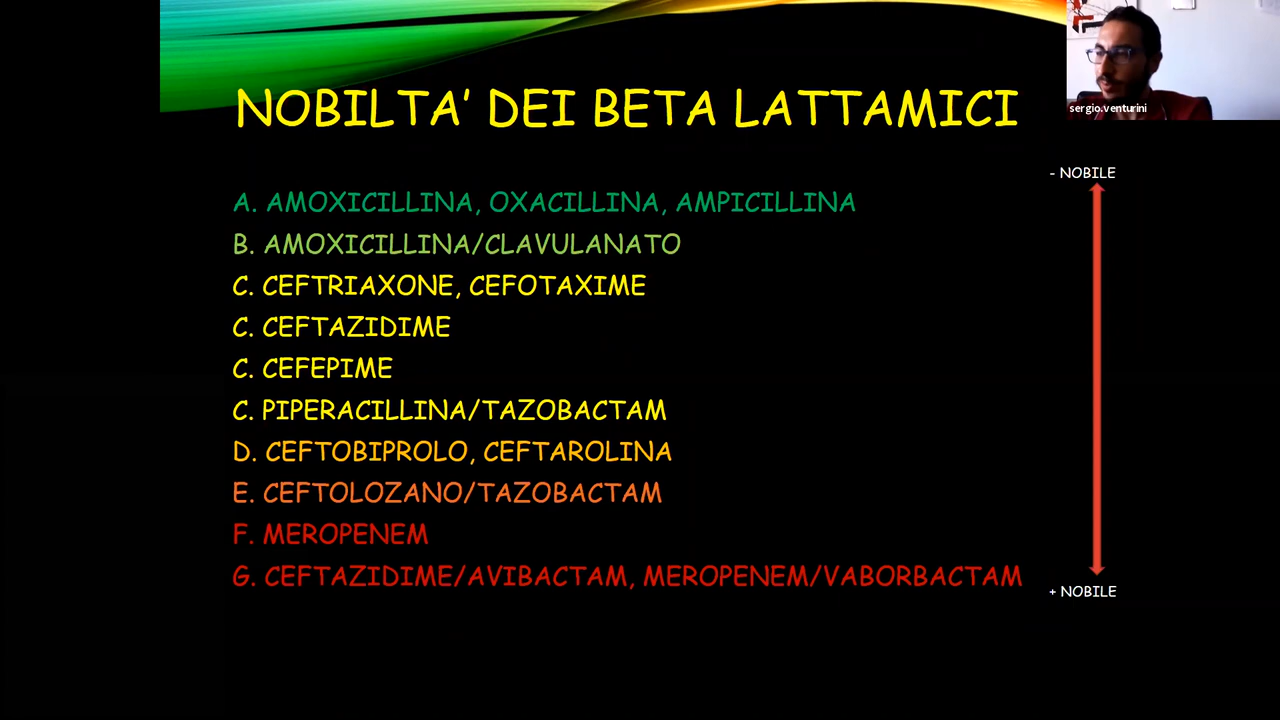 NOBILTA' DEI BETA LATTAMICI
sergio.venturini
- NOBILE
A. AMOXICILLINA, OXACILLINA, AMPICILLINA
B. AMOXICILLINA/CLAVULANATO
C. CEFTRIAXONE, CEFOTAXIME
C. CEFTAZIDIME
C. CEFEPIME
C. PIPERACILLINA/TAZOBACTAM
D. CEFTOBIPROLO, CEFTAROLINA
E. CEFTOLOZANO/TAZOBACTAM
F. MEROPENEM
G. CEFTAZIDIME/AVIBACTAM, MEROPENEM/VABORBACTAM
+ NOBILE